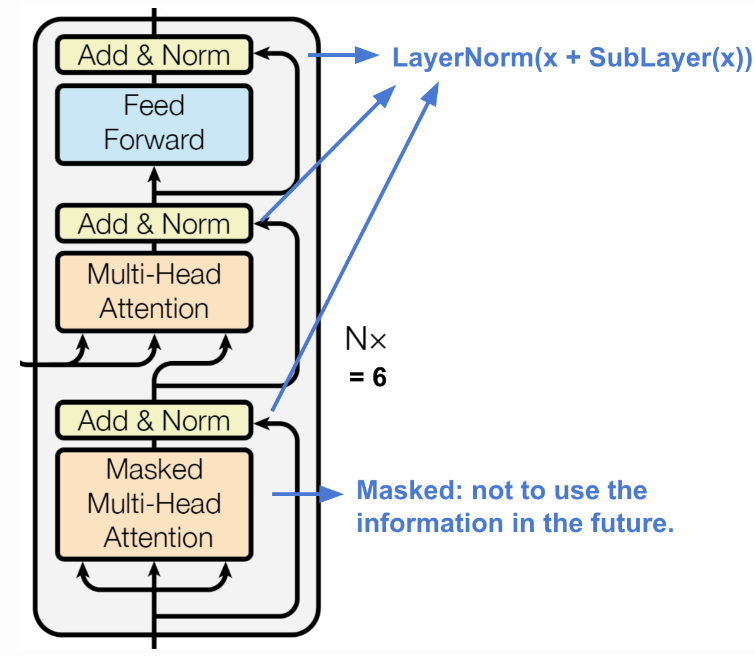 Add & Norm
LayerNorm(x + SubLayer(x))
Feed
Forward
Add & Norm
Multi-Head
Attention
N×
= 6
Add & Norm
Masked
Multi-Head
Attention
Masked: not to use the
information in the future.